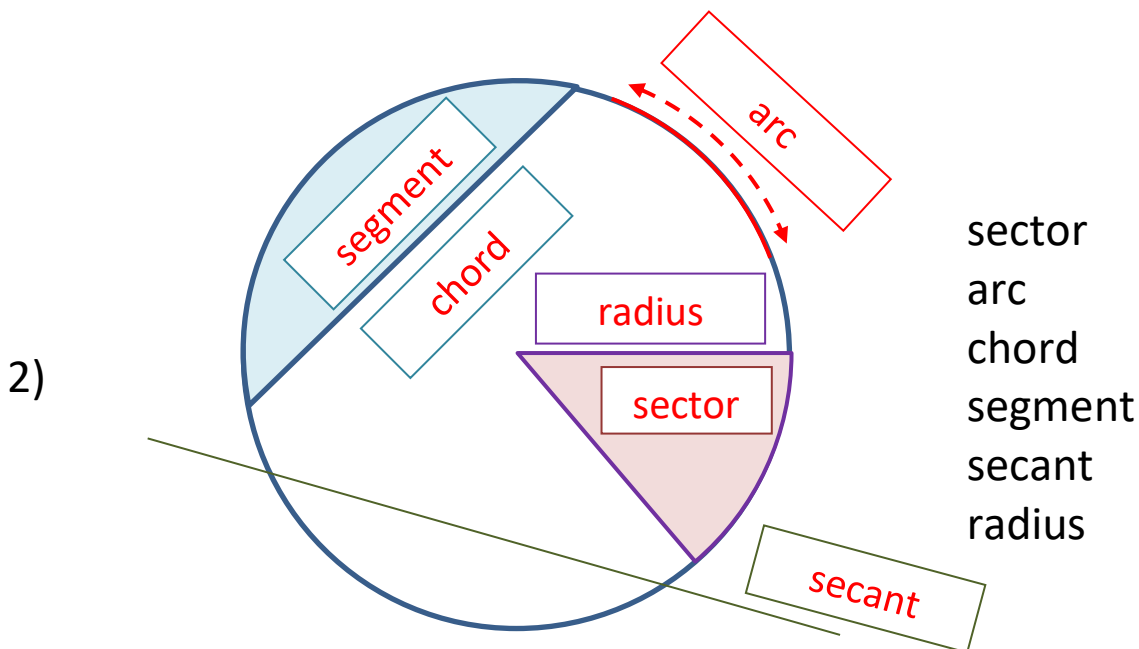 2)
segment
chord
arc
radius
sector
secant
sector
arc
chord
segment
secant
radius